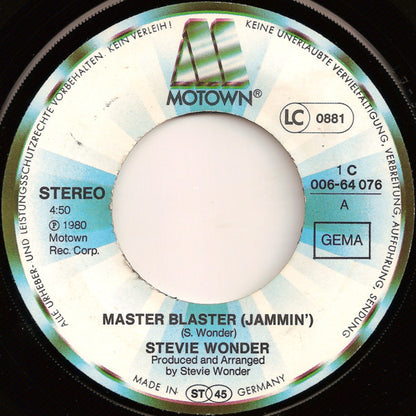 ALLE URHEBER- UND LEISTUNGSSCHUTZRECHTE VORBEHALTEN. KEIN VERLEIH! KEINE UNERLAUBTE VERVIELFÄLTIGUNG, VERBREITUNG, AUFFÜHRUNG, SENDUNG
MOTOWN®
LC 0881
STEREO
4:50
℗ 1980
Motown
Rec. Corp.
1 C
006-64 076
A
GEMA
MASTER BLASTER (JAMMIN')
(S. Wonder)
STEVIE WONDER
Produced and Arranged
by Stevie Wonder
MADE IN ST 45 GERMANY